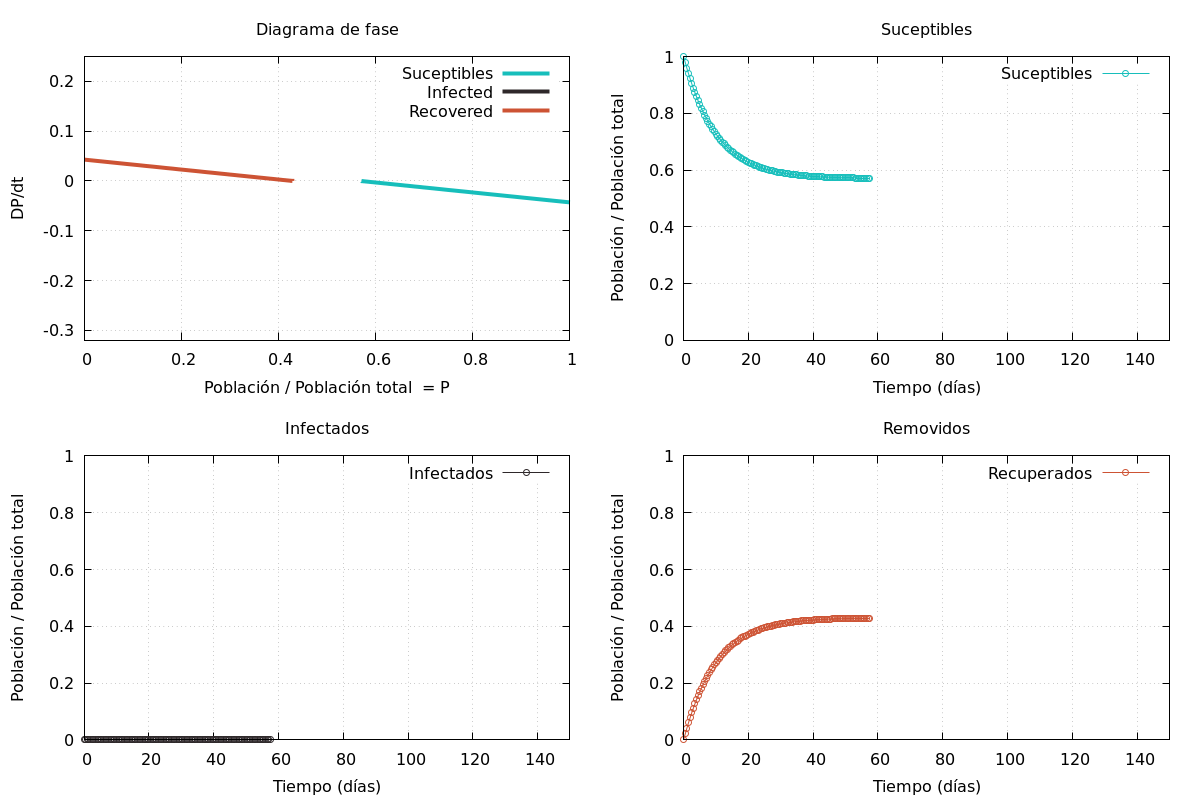 Diagrama de fase
Suceptibles
Infected
Recovered
0.2
0.1
0
-0.1
-0.2
-0.3
DP/dt
0 0.2 0.4 0.6 0.8 1
Población / Población total = P
Suceptibles
Suceptibles
1
0.8
0.6
0.4
0.2
0
Población / Población total
0 20 40 60 80 100 120 140
Tiempo (días)
Infectados
Infectados
1
0.8
0.6
0.4
0.2
0
Población / Población total
0 20 40 60 80 100 120 140
Tiempo (días)
Removidos
Recuperados
1
0.8
0.6
0.4
0.2
0
Población / Población total
0 20 40 60 80 100 120 140
Tiempo (días)